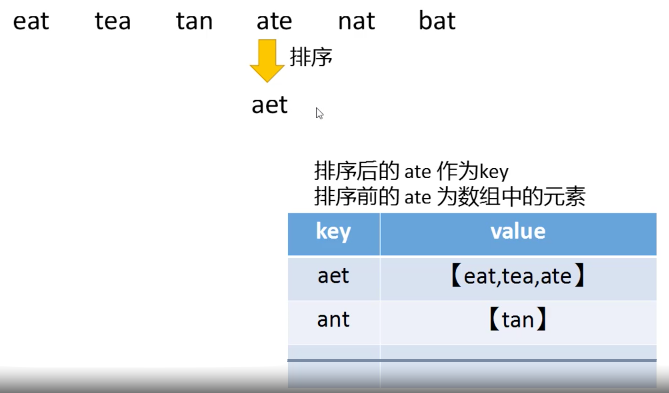 eat tea tan ate nat bat
排序
aet
排序后的 ate 作为key
排序前的 ate 为数组中的元素
key value
aet 【eat,tea,ate】
ant 【tan】